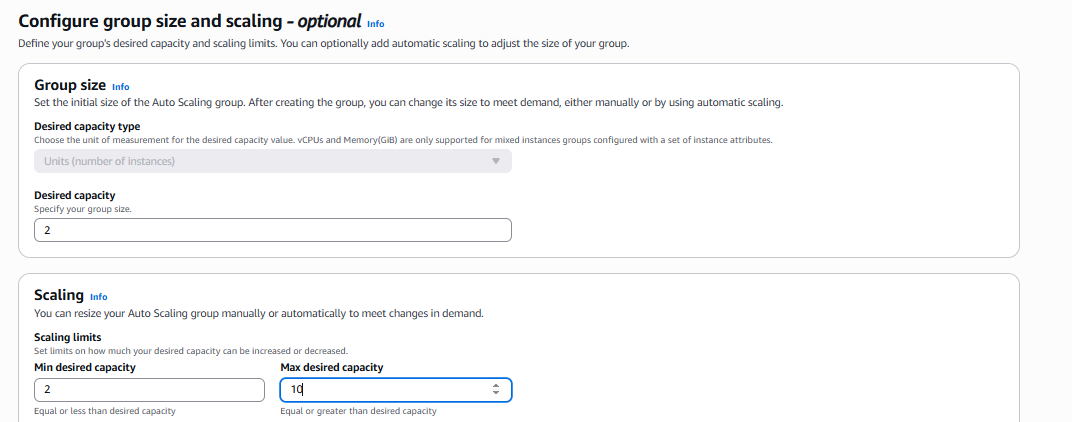 Configure group size and scaling - optional Info
Define your group's desired capacity and scaling limits. You can optionally add automatic scaling to adjust the size of your group.
Group size Info
Set the initial size of the Auto Scaling group. After creating the group, you can change its size to meet demand, either manually or by using automatic scaling.
Desired capacity type
Choose the unit of measurement for the desired capacity value. vCPUs and Memory(GiB) are only supported for mixed instances groups configured with a set of instance attributes.
Units (number of instances)
Desired capacity
Specify your group size.
2
Scaling Info
You can resize your Auto Scaling group manually or automatically to meet changes in demand.
Scaling limits
Set limits on how much your desired capacity can be increased or decreased.
Min desired capacity Max desired capacity
2 10
Equal or less than desired capacity Equal or greater than desired capacity